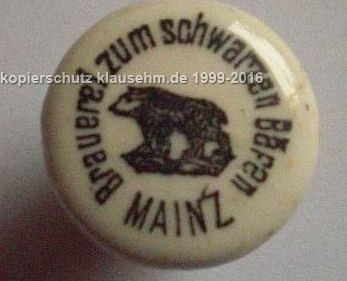 Brauerei zum schwarzen Bären
MAINZ
kopierschutz klausehm.de 1999-2016